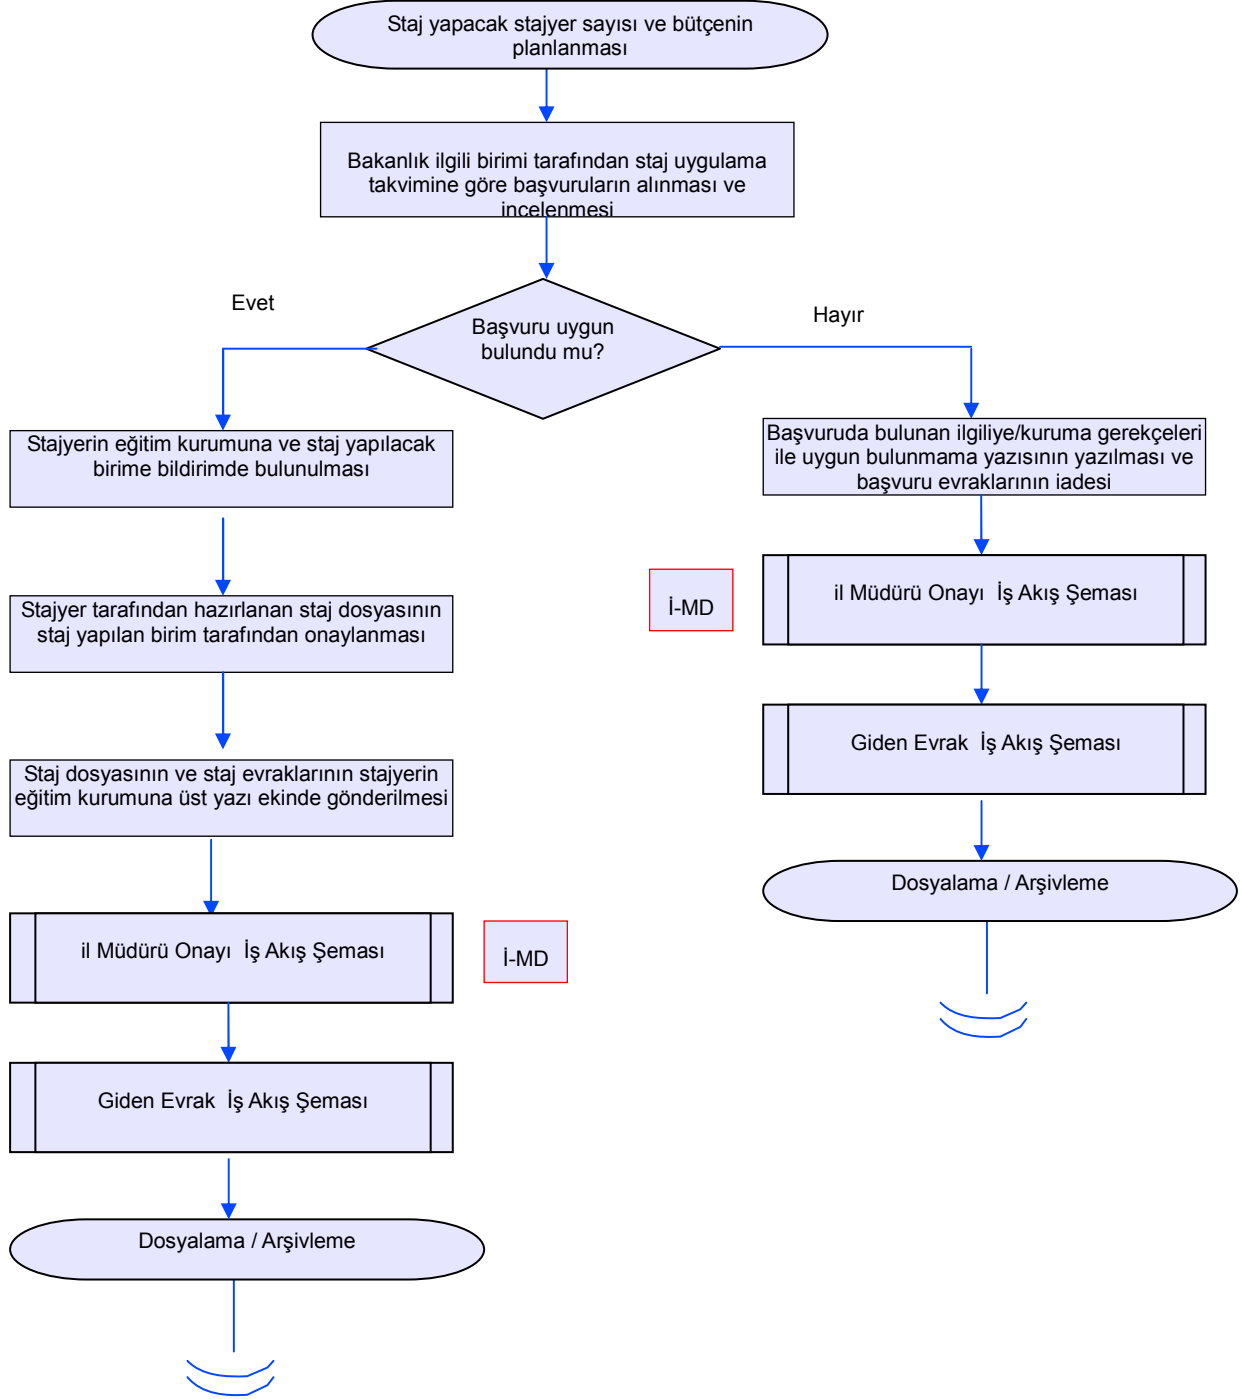 Staj yapacak stajyer sayısı ve bütçenin
planlanması
Bakanlık ilgili birimi tarafından staj uygulama
takvimine göre başvuruların alınması ve
incelenmesi
Evet
Hayır
Başvuru uygun
bulundu mu?
Stajyerin eğitim kurumuna ve staj yapılacak
birime bildirimde bulunulması
Stajyer tarafından hazırlanan staj dosyasının
staj yapılan birim tarafından onaylanması
Staj dosyasının ve staj evraklarının stajyerin
eğitim kurumuna üst yazı ekinde gönderilmesi
il Müdürü Onayı İş Akış Şeması
İ-MD
Giden Evrak İş Akış Şeması
Dosyalama / Arşivleme
Başvuruda bulunan ilgiliye/kuruma gerekçeleri
ile uygun bulunmama yazısının yazılması ve
başvuru evraklarının iadesi
İ-MD
il Müdürü Onayı İş Akış Şeması
Giden Evrak İş Akış Şeması
Dosyalama / Arşivleme